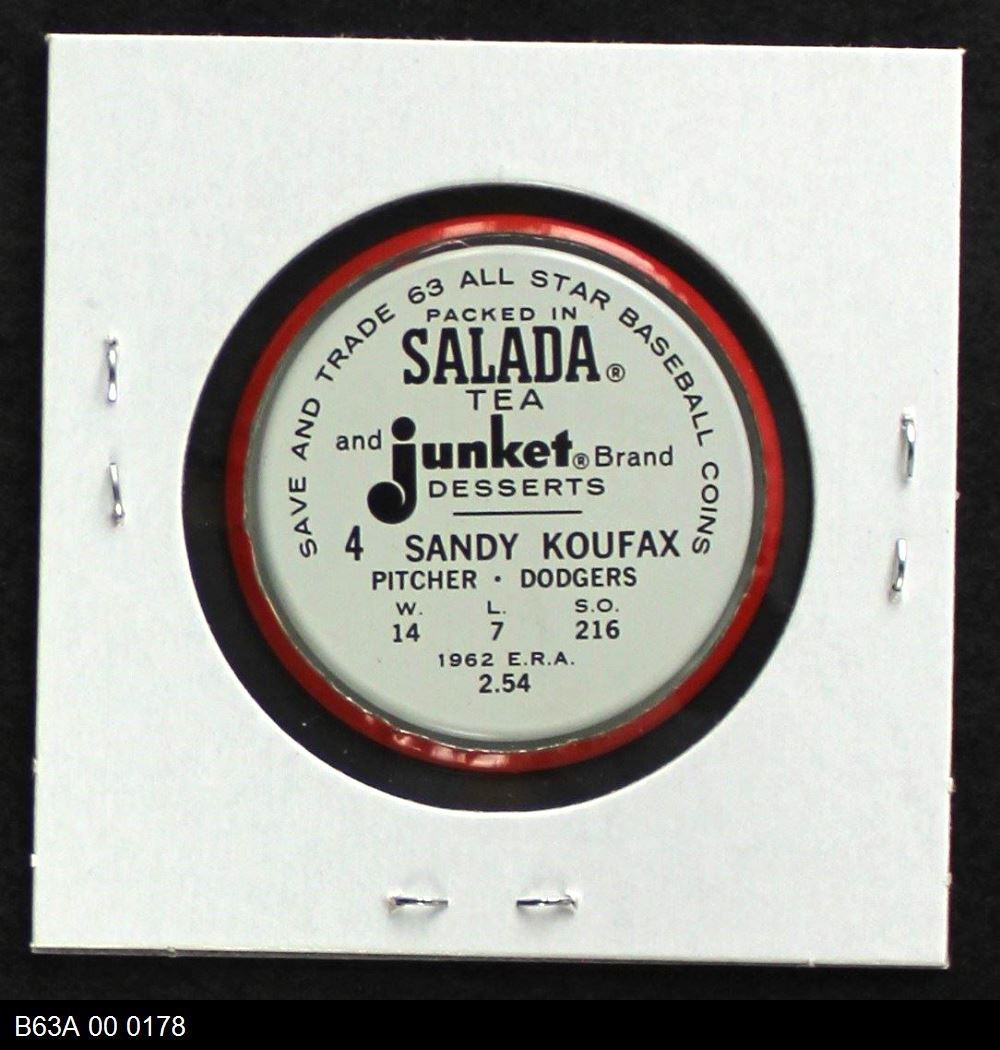 SAVE AND TRADE 63 ALL STAR BASEBALL COINS
PACKED IN
SALADA®
TEA
and junket® Brand
DESSERTS
4 SANDY KOUFAX
PITCHER · DODGERS
W. L. S.O.
14 7 216
1962 E.R.A.
2.54
B63A 00 0178